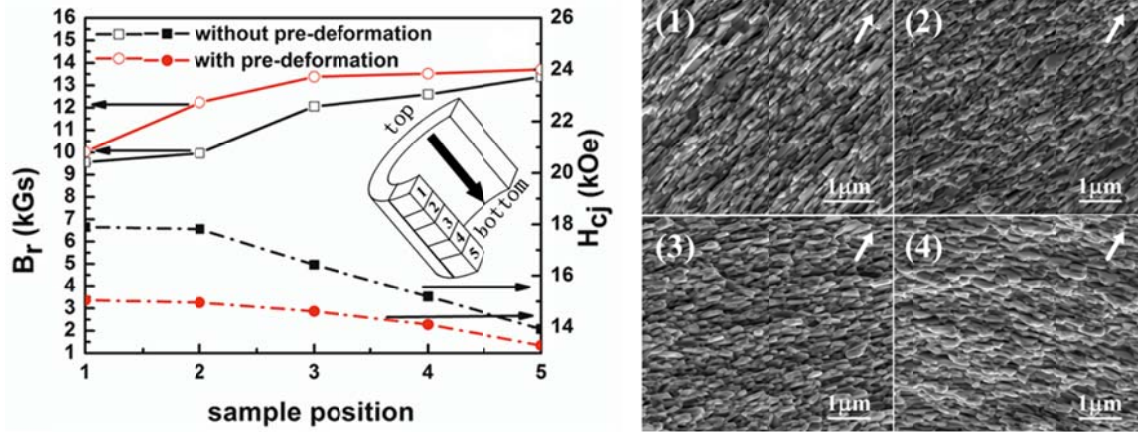 16
15
14
13
12
11
10
9
8
7
6
5
4
3
2
1
Br (kGs)
without pre-deformation
with pre-deformation
top
bottom
1
2
3
4
5
26
24
22
20
18
16
14
Hcj (kOe)
1 2 3 4 5
sample position
(1)
1μm
(2)
1μm
(3)
1μm
(4)
1μm